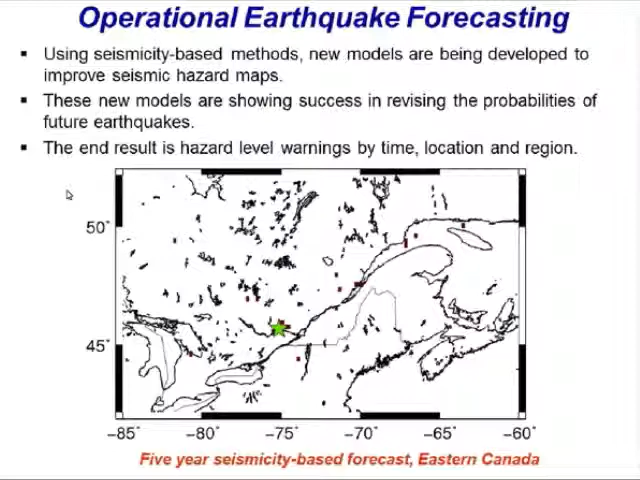 Operational Earthquake Forecasting
▪ Using seismicity-based methods, new models are being developed to
improve seismic hazard maps.
▪ These new models are showing success in revising the probabilities of
future earthquakes.
▪ The end result is hazard level warnings by time, location and region.
50°
45°
−85° −80° −75° −70° −65° −60°
Five year seismicity-based forecast, Eastern Canada